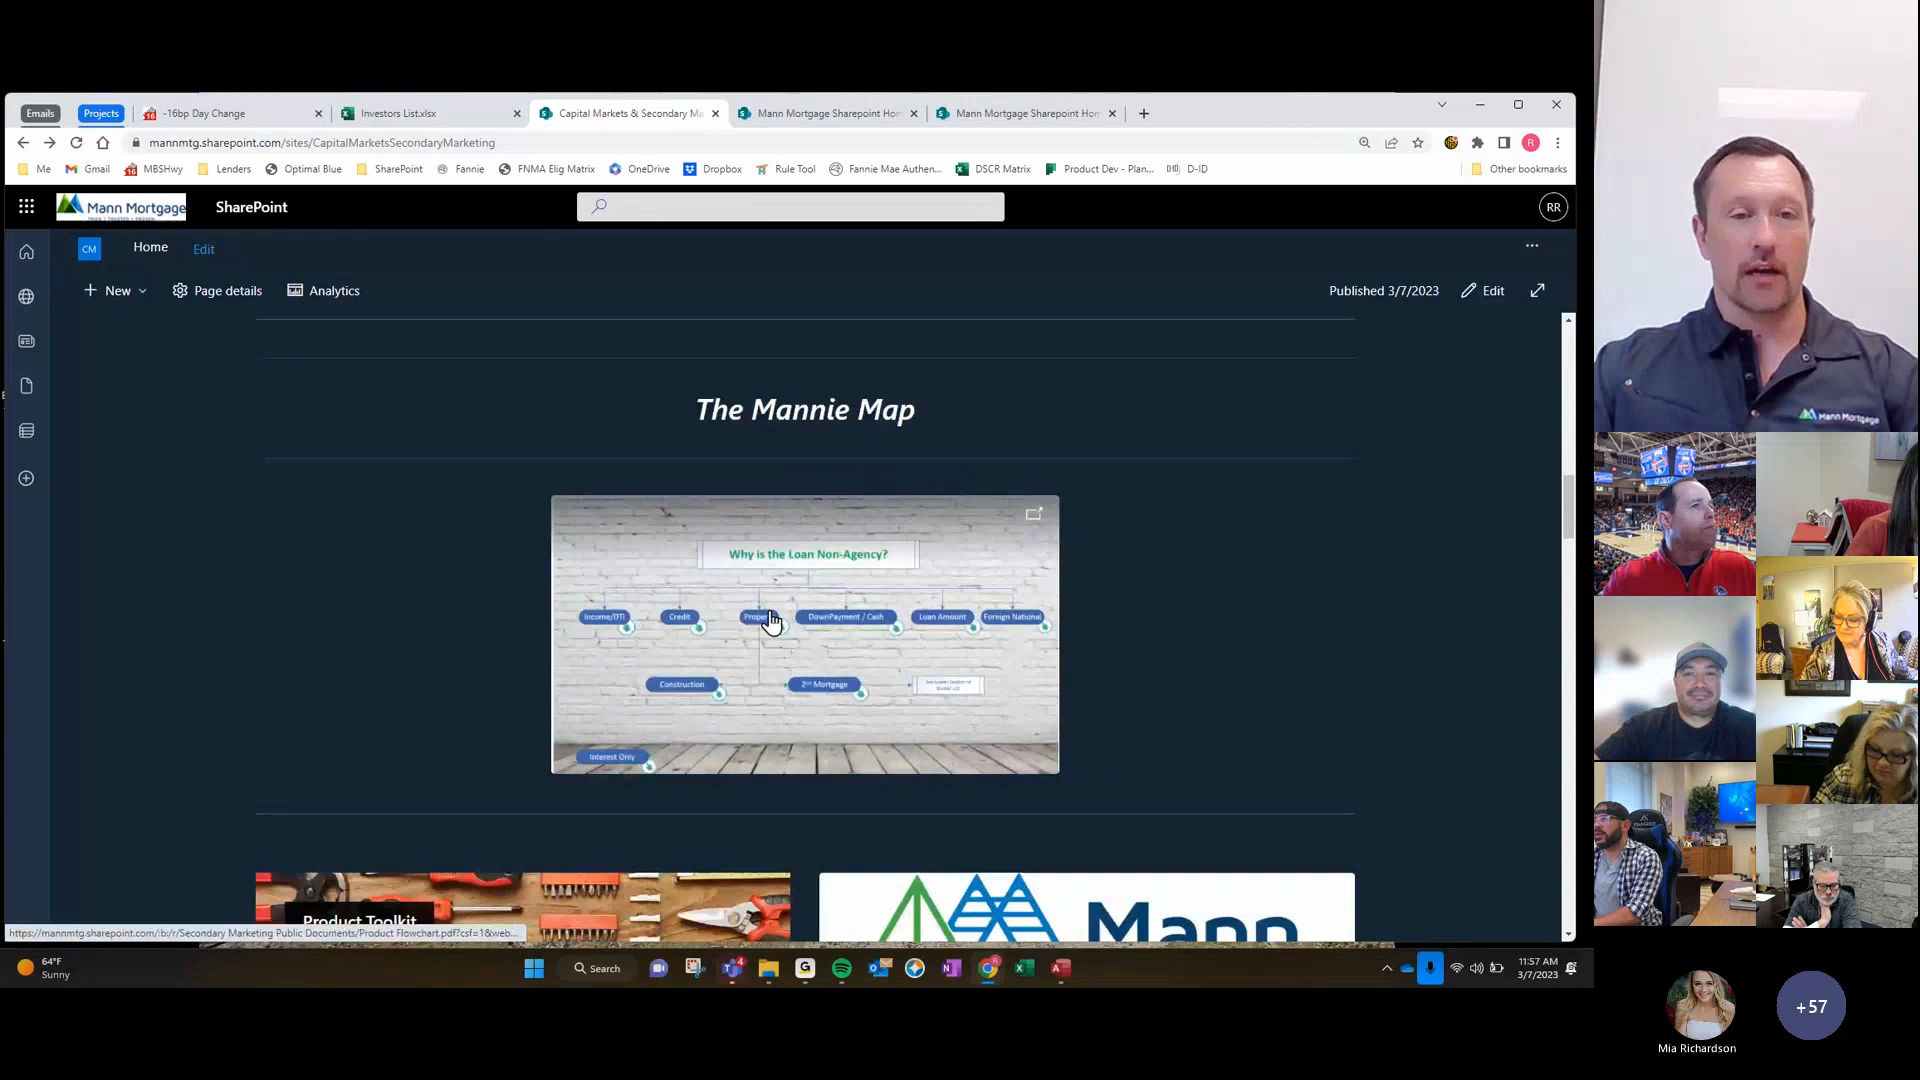 Emails
Projects
-16bp Day Change
Investors List.xlsx
Capital Markets & Secondary Ma
Mann Mortgage Sharepoint Hom
Mann Mortgage Sharepoint Hom
mannmtg.sharepoint.com/sites/CapitalMarketsSecondaryMarketing
Me
Gmail
MBSHwy
Lenders
Optimal Blue
SharePoint
Fannie
FNMA Elig Matrix
OneDrive
Dropbox
Rule Tool
Fannie Mae Authen...
DSCR Matrix
Product Dev - Plan...
D-ID
Other bookmarks
Mann Mortgage
SharePoint
RR
CM
Home
Edit
New
Page details
Analytics
Published 3/7/2023
Edit
The Mannie Map
Why is the Loan Non-Agency?
Income/DTI
Credit
Proper
DownPayment / Cash
Loan Amount
Foreign National
Construction
2nd Mortgage
Interest Only
Product Toolkit
Mann
https://mannmtg.sharepoint.com/:b:/r/Secondary Marketing Public Documents/Product Flowchart.pdf?csf=1&web...
64°F
Sunny
Search
11:57 AM
3/7/2023
Mann Mortgage
Mia Richardson
+57